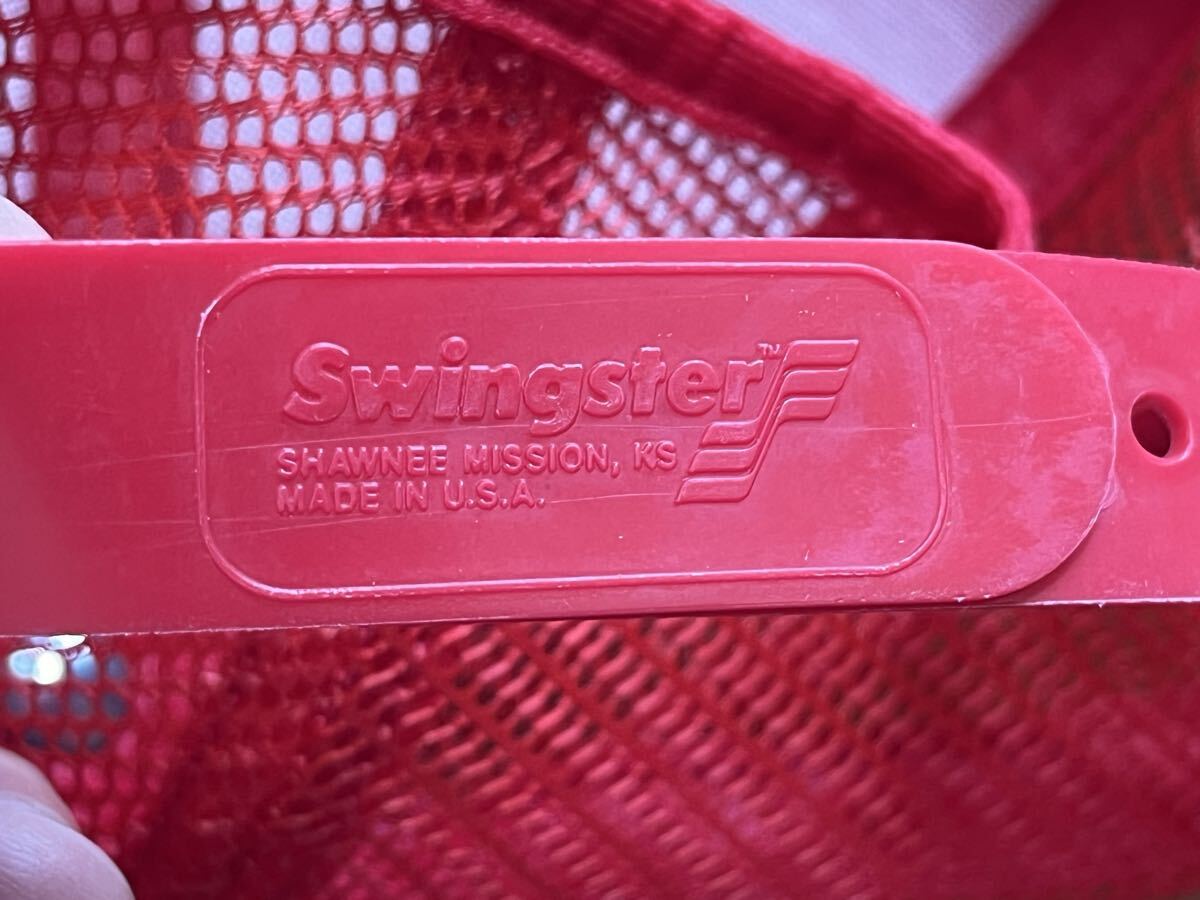 Swingster™
SHAWNEE MISSION, KS
MADE IN U.S.A.